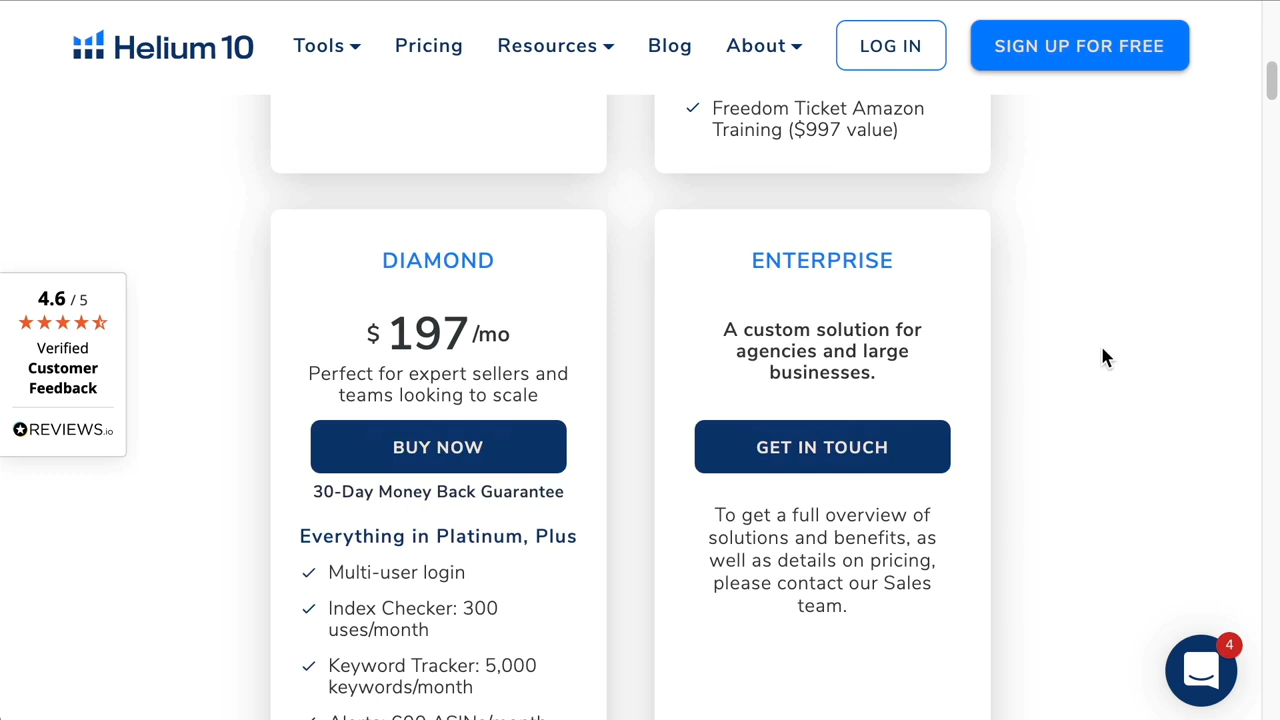 Helium 10
Tools
Pricing
Resources
Blog
About
LOG IN
SIGN UP FOR FREE
Freedom Ticket Amazon
Training ($997 value)
4.6 / 5
Verified
Customer
Feedback
REVIEWS.io
DIAMOND
$ 197 /mo
Perfect for expert sellers and
teams looking to scale
BUY NOW
30-Day Money Back Guarantee
Everything in Platinum, Plus
Multi-user login
Index Checker: 300
uses/month
Keyword Tracker: 5,000
keywords/month
Alerts: 600 ASINs/month
ENTERPRISE
A custom solution for
agencies and large
businesses.
GET IN TOUCH
To get a full overview of
solutions and benefits, as
well as details on pricing,
please contact our Sales
team.
4